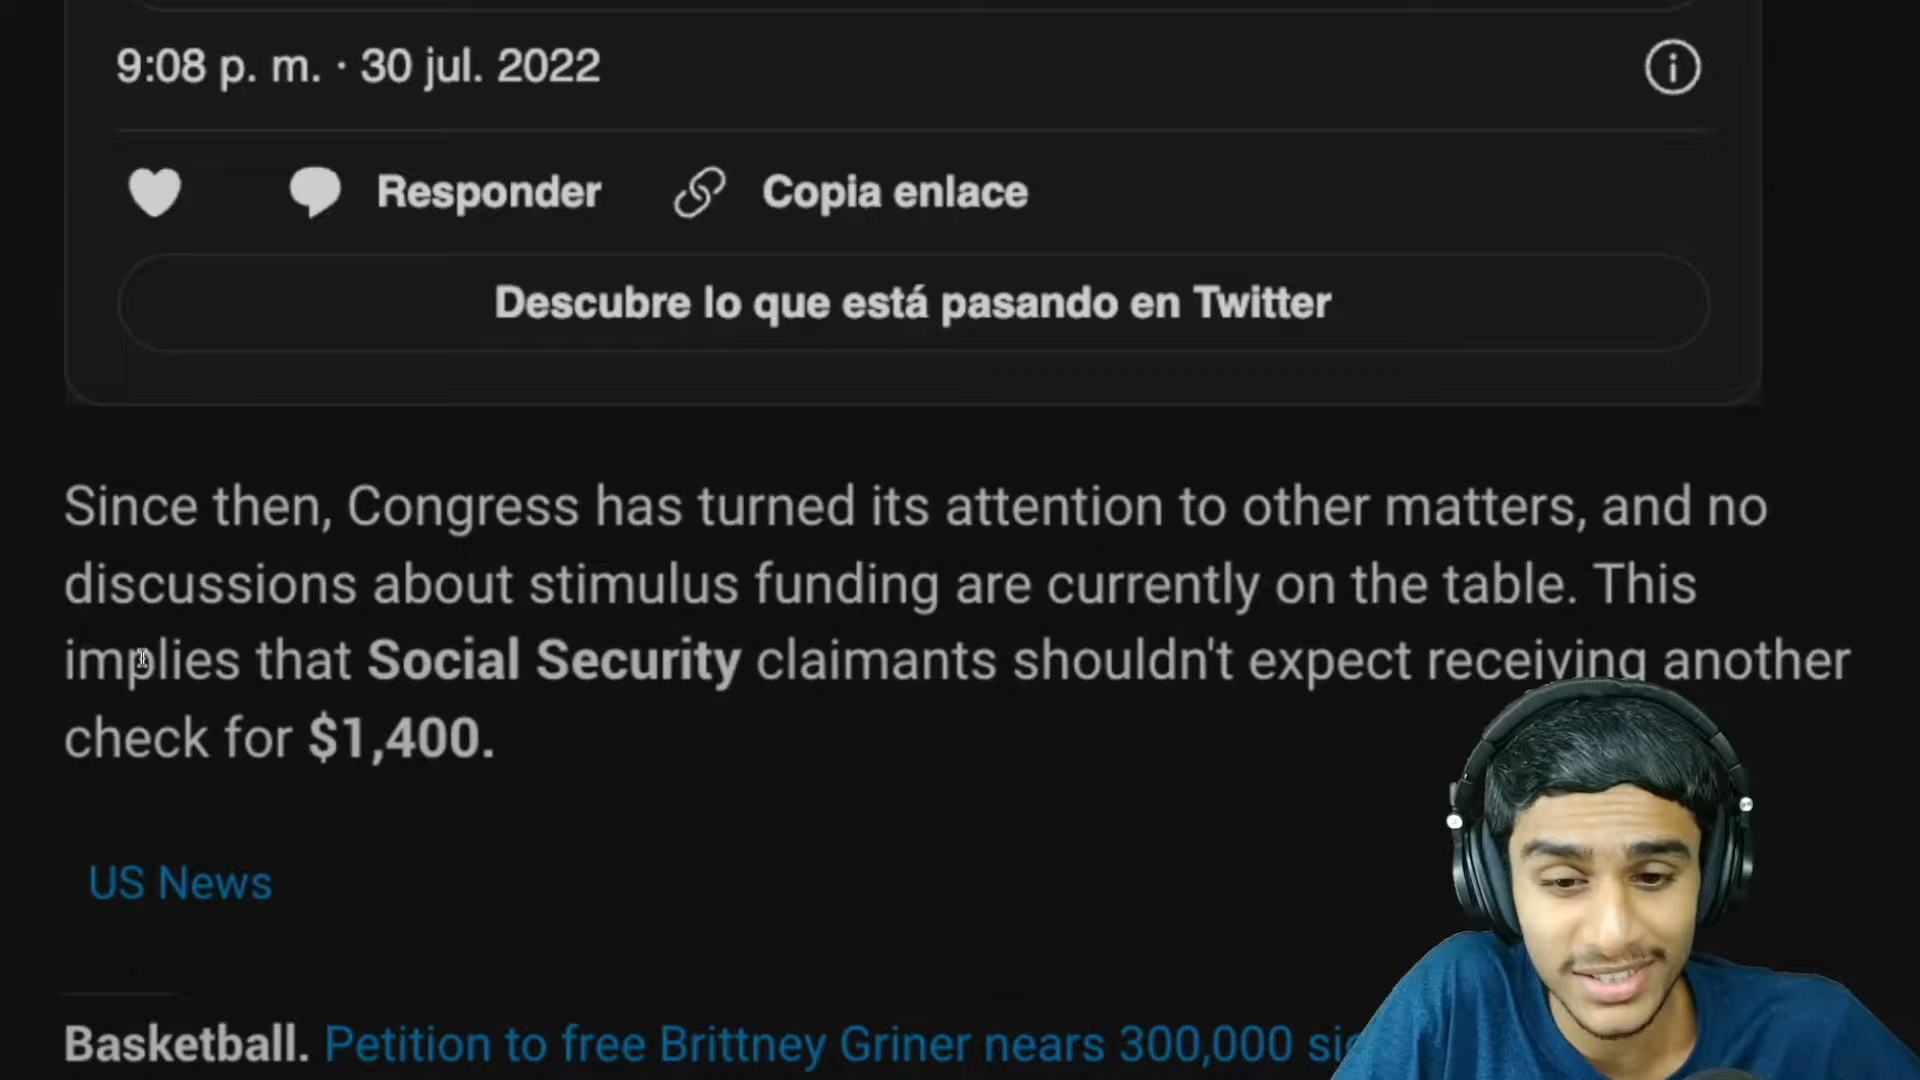 9:08 p. m. · 30 jul. 2022
Responder Copia enlace
Descubre lo que está pasando en Twitter
Since then, Congress has turned its attention to other matters, and no
discussions about stimulus funding are currently on the table. This
implies that Social Security claimants shouldn't expect receiving another
check for $1,400.
US News
Basketball. Petition to free Brittney Griner nears 300,000